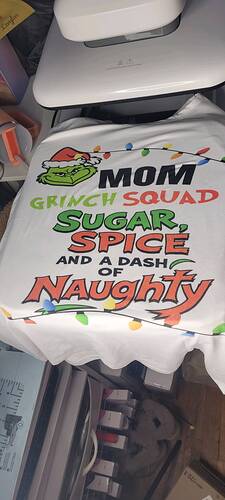 MOM
GRINCH SQUAD
SUGAR,
SPICE
AND A DASH
OF
Naughty